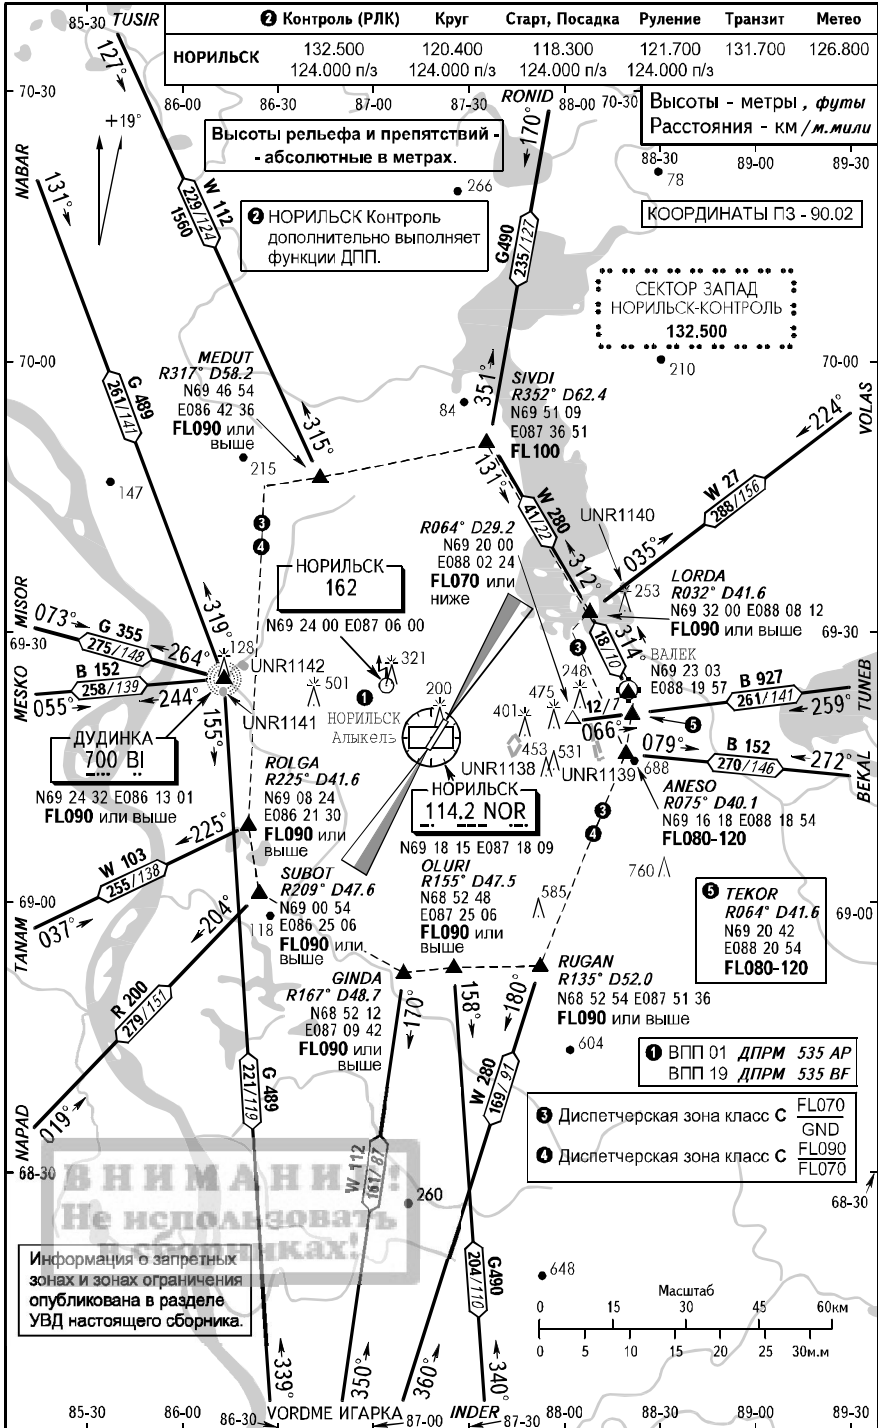 85-30 TUSIR
❷ Контроль (РЛК) Круг Старт, Посадка Руление Транзит Метео
НОРИЛЬСК 132.500 120.400 118.300 121.700 131.700 126.800
124.000 п/з 124.000 п/з 124.000 п/з 124.000 п/з
70-30 86-00 86-30 87-00 87-30 88-00 70-30
RONID
Высоты - метры, футы
Расстояния - км/м.мили
88-30 89-00 89-30
127°
+19°
170°
Высоты рельефа и препятствий -
- абсолютные в метрах.
NABAR
131°
266
78
W 112
229/124
1560
❷ НОРИЛЬСК Контроль
дополнительно выполняет
функции ДПП.
КООРДИНАТЫ ПЗ - 90.02
G490
235/127
СЕКТОР ЗАПАД
НОРИЛЬСК-КОНТРОЛЬ
132.500
210
70-00
70-00
MEDUT
R317° D58.2
N69 46 54
E086 42 36
FL090 или
выше
G 489
261/141
84
351°
SIVDI
R352° D62.4
N69 51 09
E087 36 51
FL100
VOLAS
224°
315°
215
147
131°
W 27
288/156
W 280
41/22
UNR1140
❸
❹
R064° D29.2
N69 20 00
E088 02 24
FL070 или
ниже
035°
НОРИЛЬСК
162
N69 24 00 E087 06 00
312°
253
LORDA
R032° D41.6
N69 32 00 E088 08 12
FL090 или выше
MISOR
073°
69-30
G 355
275/148
264°
319°
128
UNR1142
321
501
❶
НОРИЛЬСК
Алыкель
200
❸
18/10
314°
ВАЛЕК
N69 23 03
E088 19 57
69-30
MESKO
055°
B 152
258/139
244°
UNR1141
155°
248
475
401
12/7
066°
B 927
261/141
259°
TUNEB
❺
453
531
UNR1138
UNR1139
688
079°
B 152
270/146
272°
BEKAL
ДУДИНКА
700 BI
N69 24 32 E086 13 01
FL090 или выше
ROLGA
R225° D41.6
N69 08 24
E086 21 30
FL090 или
выше
НОРИЛЬСК
114.2 NOR
N69 18 15 E087 18 09
ANESO
R075° D40.1
N69 16 18 E088 18 54
FL080-120
❸
❹
225°
W 103
255/138
037°
TANAM
69-00
SUBOT
R209° D47.6
N69 00 54
E086 25 06
FL090 или
выше
OLURI
R155° D47.5
N68 52 48
E087 25 06
FL090 или
выше
760
585
❺ TEKOR
R064° D41.6
N69 20 42
E088 20 54
FL080-120
69-00
204°
118
R 200
279/151
019°
NAPAD
GINDA
R167° D48.7
N68 52 12
E087 09 42
FL090 или
выше
170°
158°
180°
RUGAN
R135° D52.0
N68 52 54 E087 51 36
FL090 или выше
604
❶ ВПП 01 ДПРМ 535 AP
ВПП 19 ДПРМ 535 BF
G 489
221/119
W 280
169/91
❸ Диспетчерская зона класс С FL070
GND
❹ Диспетчерская зона класс С FL090
FL070
68-30
W 112
161/87
ВНИМАНИЕ!
Не использовать
в сборниках!
260
68-30
Информация о запретных
зонах и зонах ограничения
опубликована в разделе
УВД настоящего сборника.
G490
204/110
648
Масштаб
0 15 30 45 60км
0 5 10 15 20 25 30м.м
339°
350°
360°
340°
VORDME ИГАРКА INDER
85-30 86-00 86-30 87-00 87-30 88-00 88-30 89-00 89-30